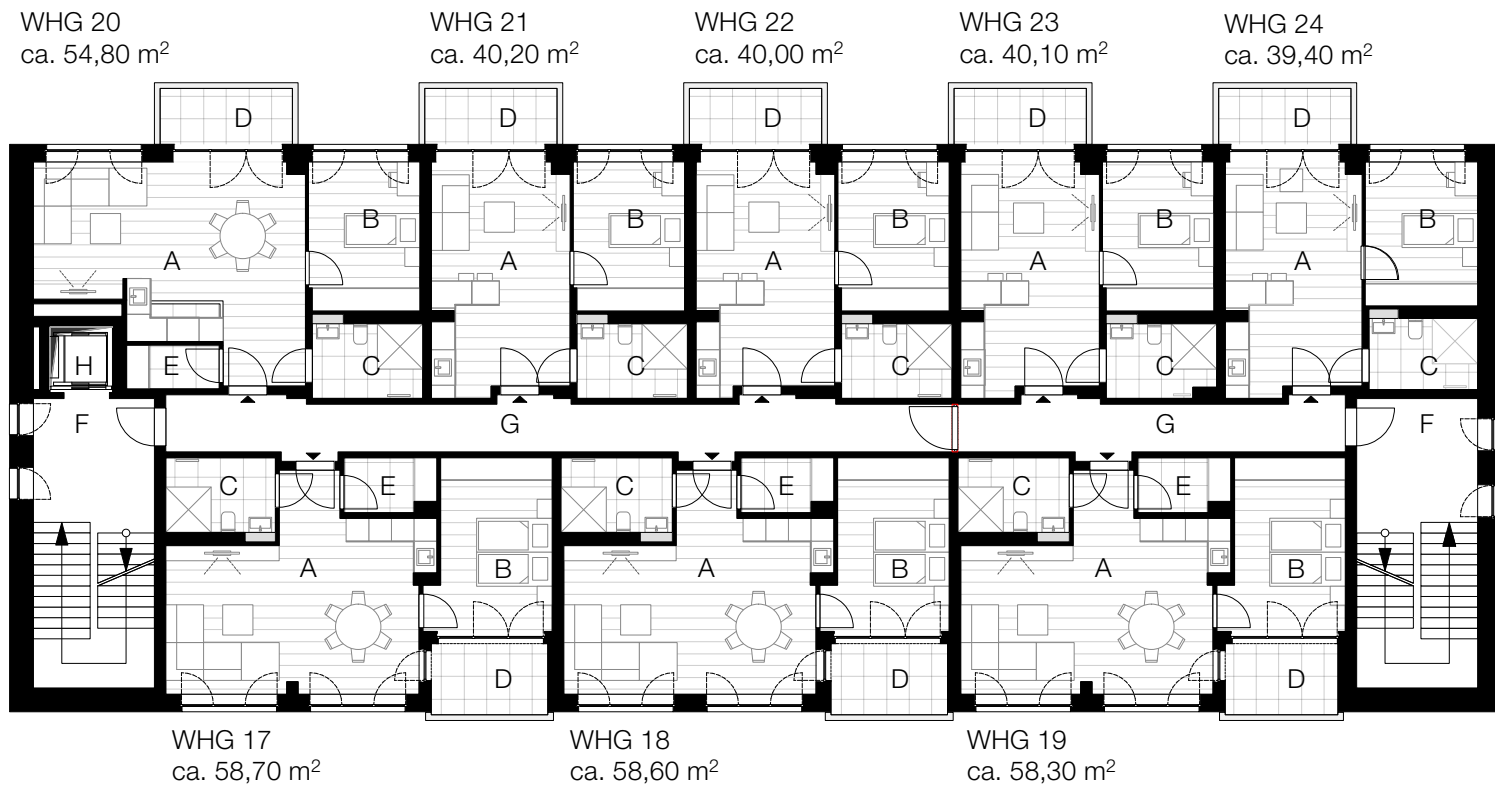 WHG 20
ca. 54,80 m²
WHG 21
ca. 40,20 m²
WHG 22
ca. 40,00 m²
WHG 23
ca. 40,10 m²
WHG 24
ca. 39,40 m²
D D D D D
B B B B B
A A A A A
H E C C C C C
F G G F
C E C E C E
A B A B A B
D D D
WHG 17
ca. 58,70 m²
WHG 18
ca. 58,60 m²
WHG 19
ca. 58,30 m²